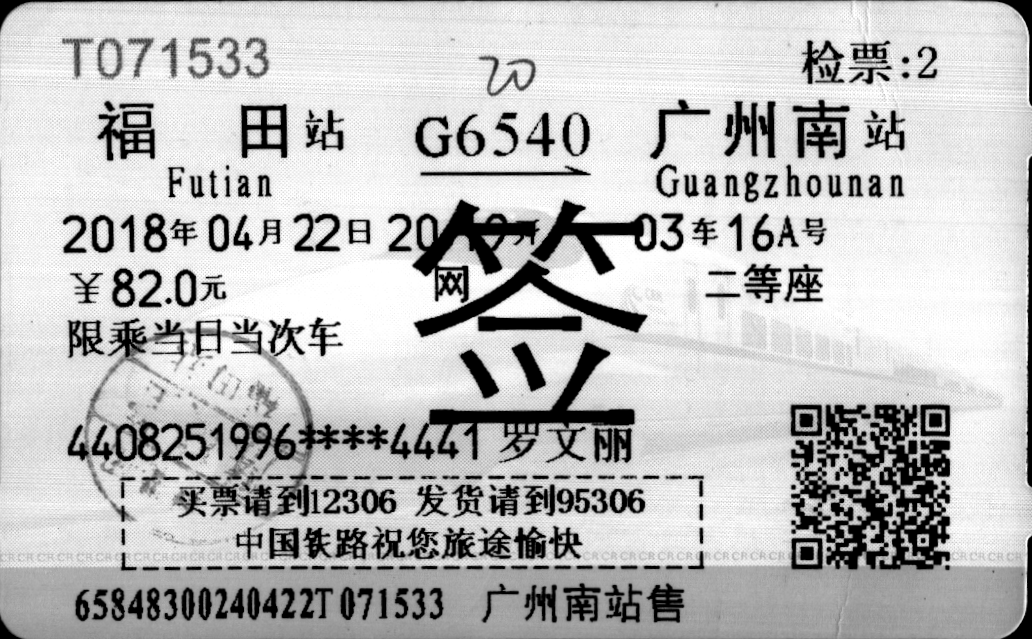 T071533
20
检票:2
福田站 G6540 广州南站
Futian Guangzhounan
2018年04月22日 03车16A号
¥82.0元 网 二等座
签
限乘当日当次车
4408251996****4441 罗文丽
买票请到12306 发货请到95306
中国铁路祝您旅途愉快
65848300240422T071533 广州南站售